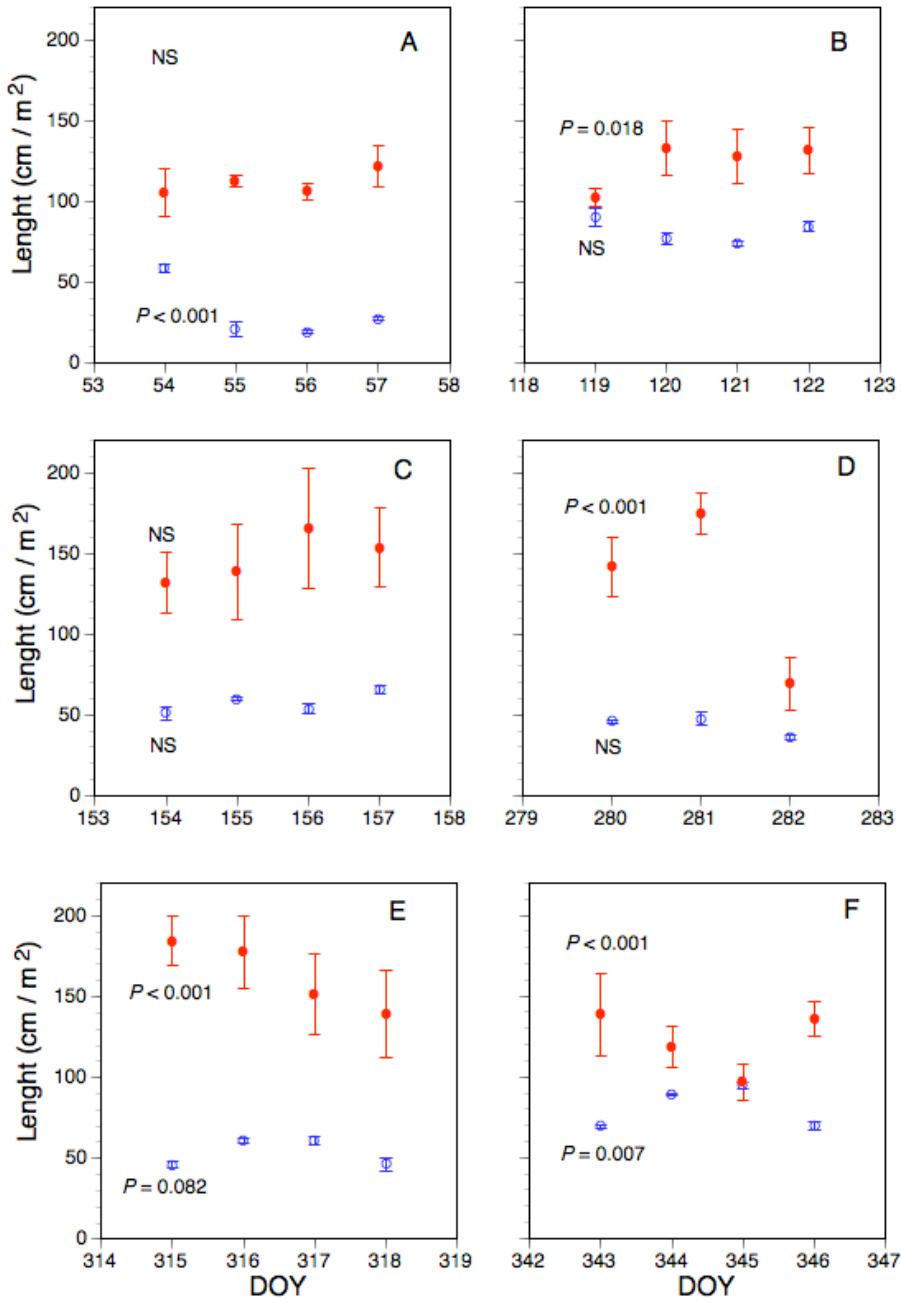 A
B
200
NS
150
P = 0.018
100
Lenght (cm / m²)
50
P < 0.001
NS
0
53 54 55 56 57 58
118 119 120 121 122 123
C
D
200
P < 0.001
NS
150
100
Lenght (cm / m²)
50
NS
NS
0
153 154 155 156 157 158
279 280 281 282 283
E
F
200
P < 0.001
P < 0.001
150
100
Lenght (cm / m²)
50
P = 0.082
P = 0.007
0
314 315 316 317 318 319
342 343 344 345 346 347
DOY
DOY